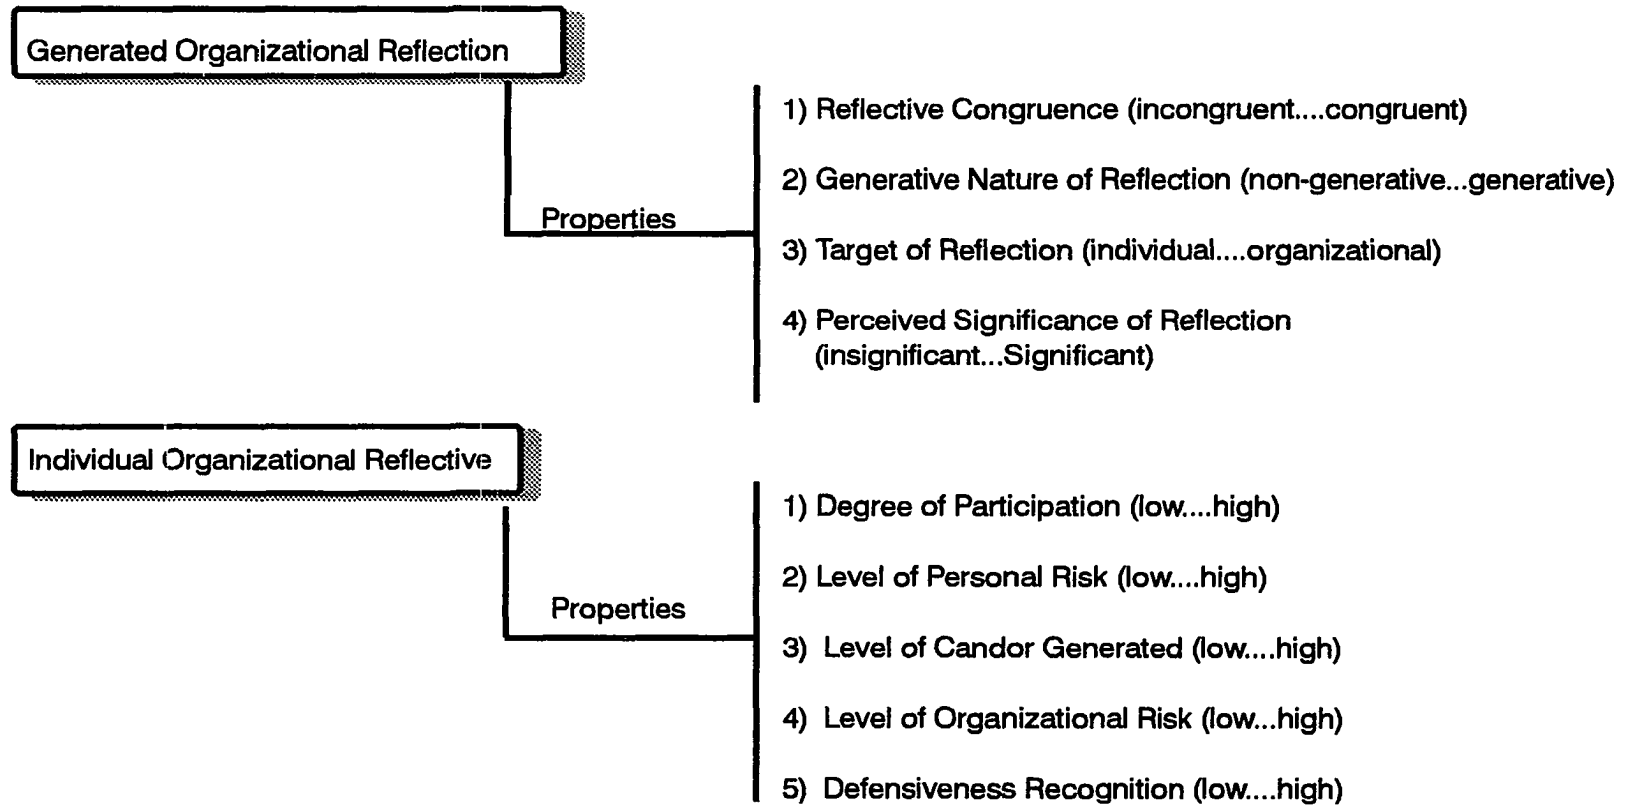 Generated Organizational Reflection
Properties
1) Reflective Congruence (incongruent....congruent)
2) Generative Nature of Reflection (non-generative...generative)
3) Target of Reflection (individual....organizational)
4) Perceived Significance of Reflection
(insignificant...Significant)
Individual Organizational Reflective
Properties
1) Degree of Participation (low....high)
2) Level of Personal Risk (low....high)
3) Level of Candor Generated (low....high)
4) Level of Organizational Risk (low...high)
5) Defensiveness Recognition (low....high)